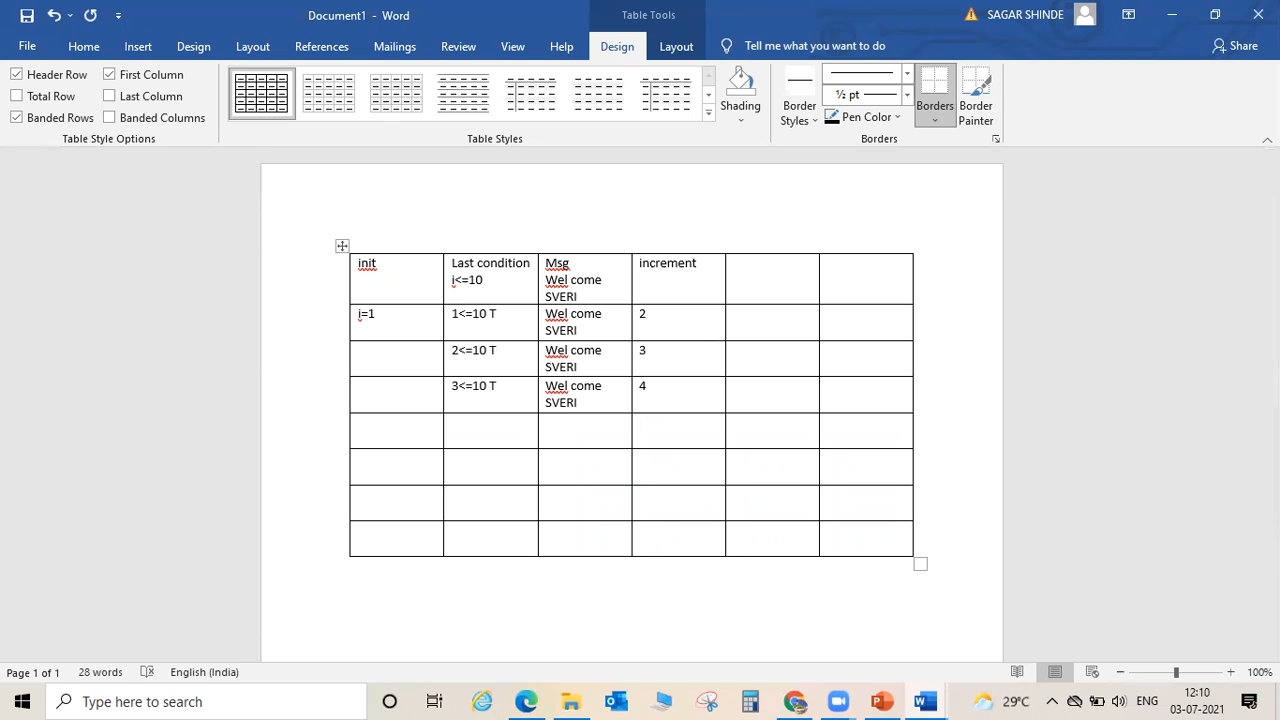 Document1 - Word
Table Tools
SAGAR SHINDE
File Home Insert Design Layout References Mailings Review View Help Design Layout Tell me what you want to do Share
Header Row First Column
Total Row Last Column
Banded Rows Banded Columns
Table Style Options
Table Styles
Shading
Border Styles
½ pt
Pen Color
Borders
Border Painter
Borders
init Last condition Msg increment
i<=10 Wel come
SVERI
i=1 1<=10 T Wel come 2
SVERI
2<=10 T Wel come 3
SVERI
3<=10 T Wel come 4
SVERI
Page 1 of 1 28 words English (India) 100%
Type here to search 29°C ENG 12:10
03-07-2021